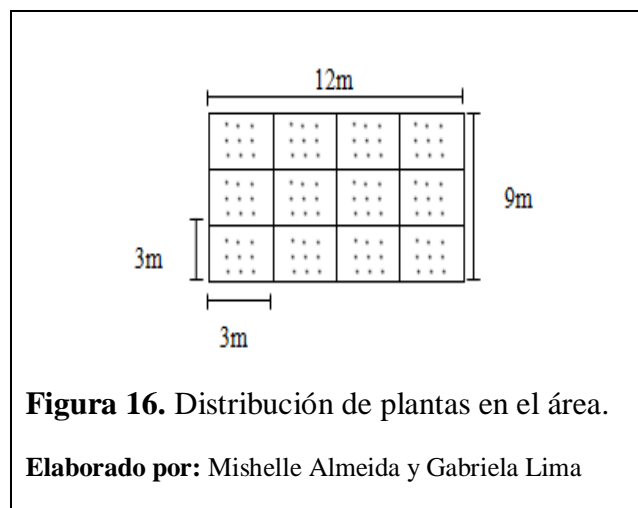 12m
9m
3m
3m
Figura 16. Distribución de plantas en el área.
Elaborado por: Mishelle Almeida y Gabriela Lima